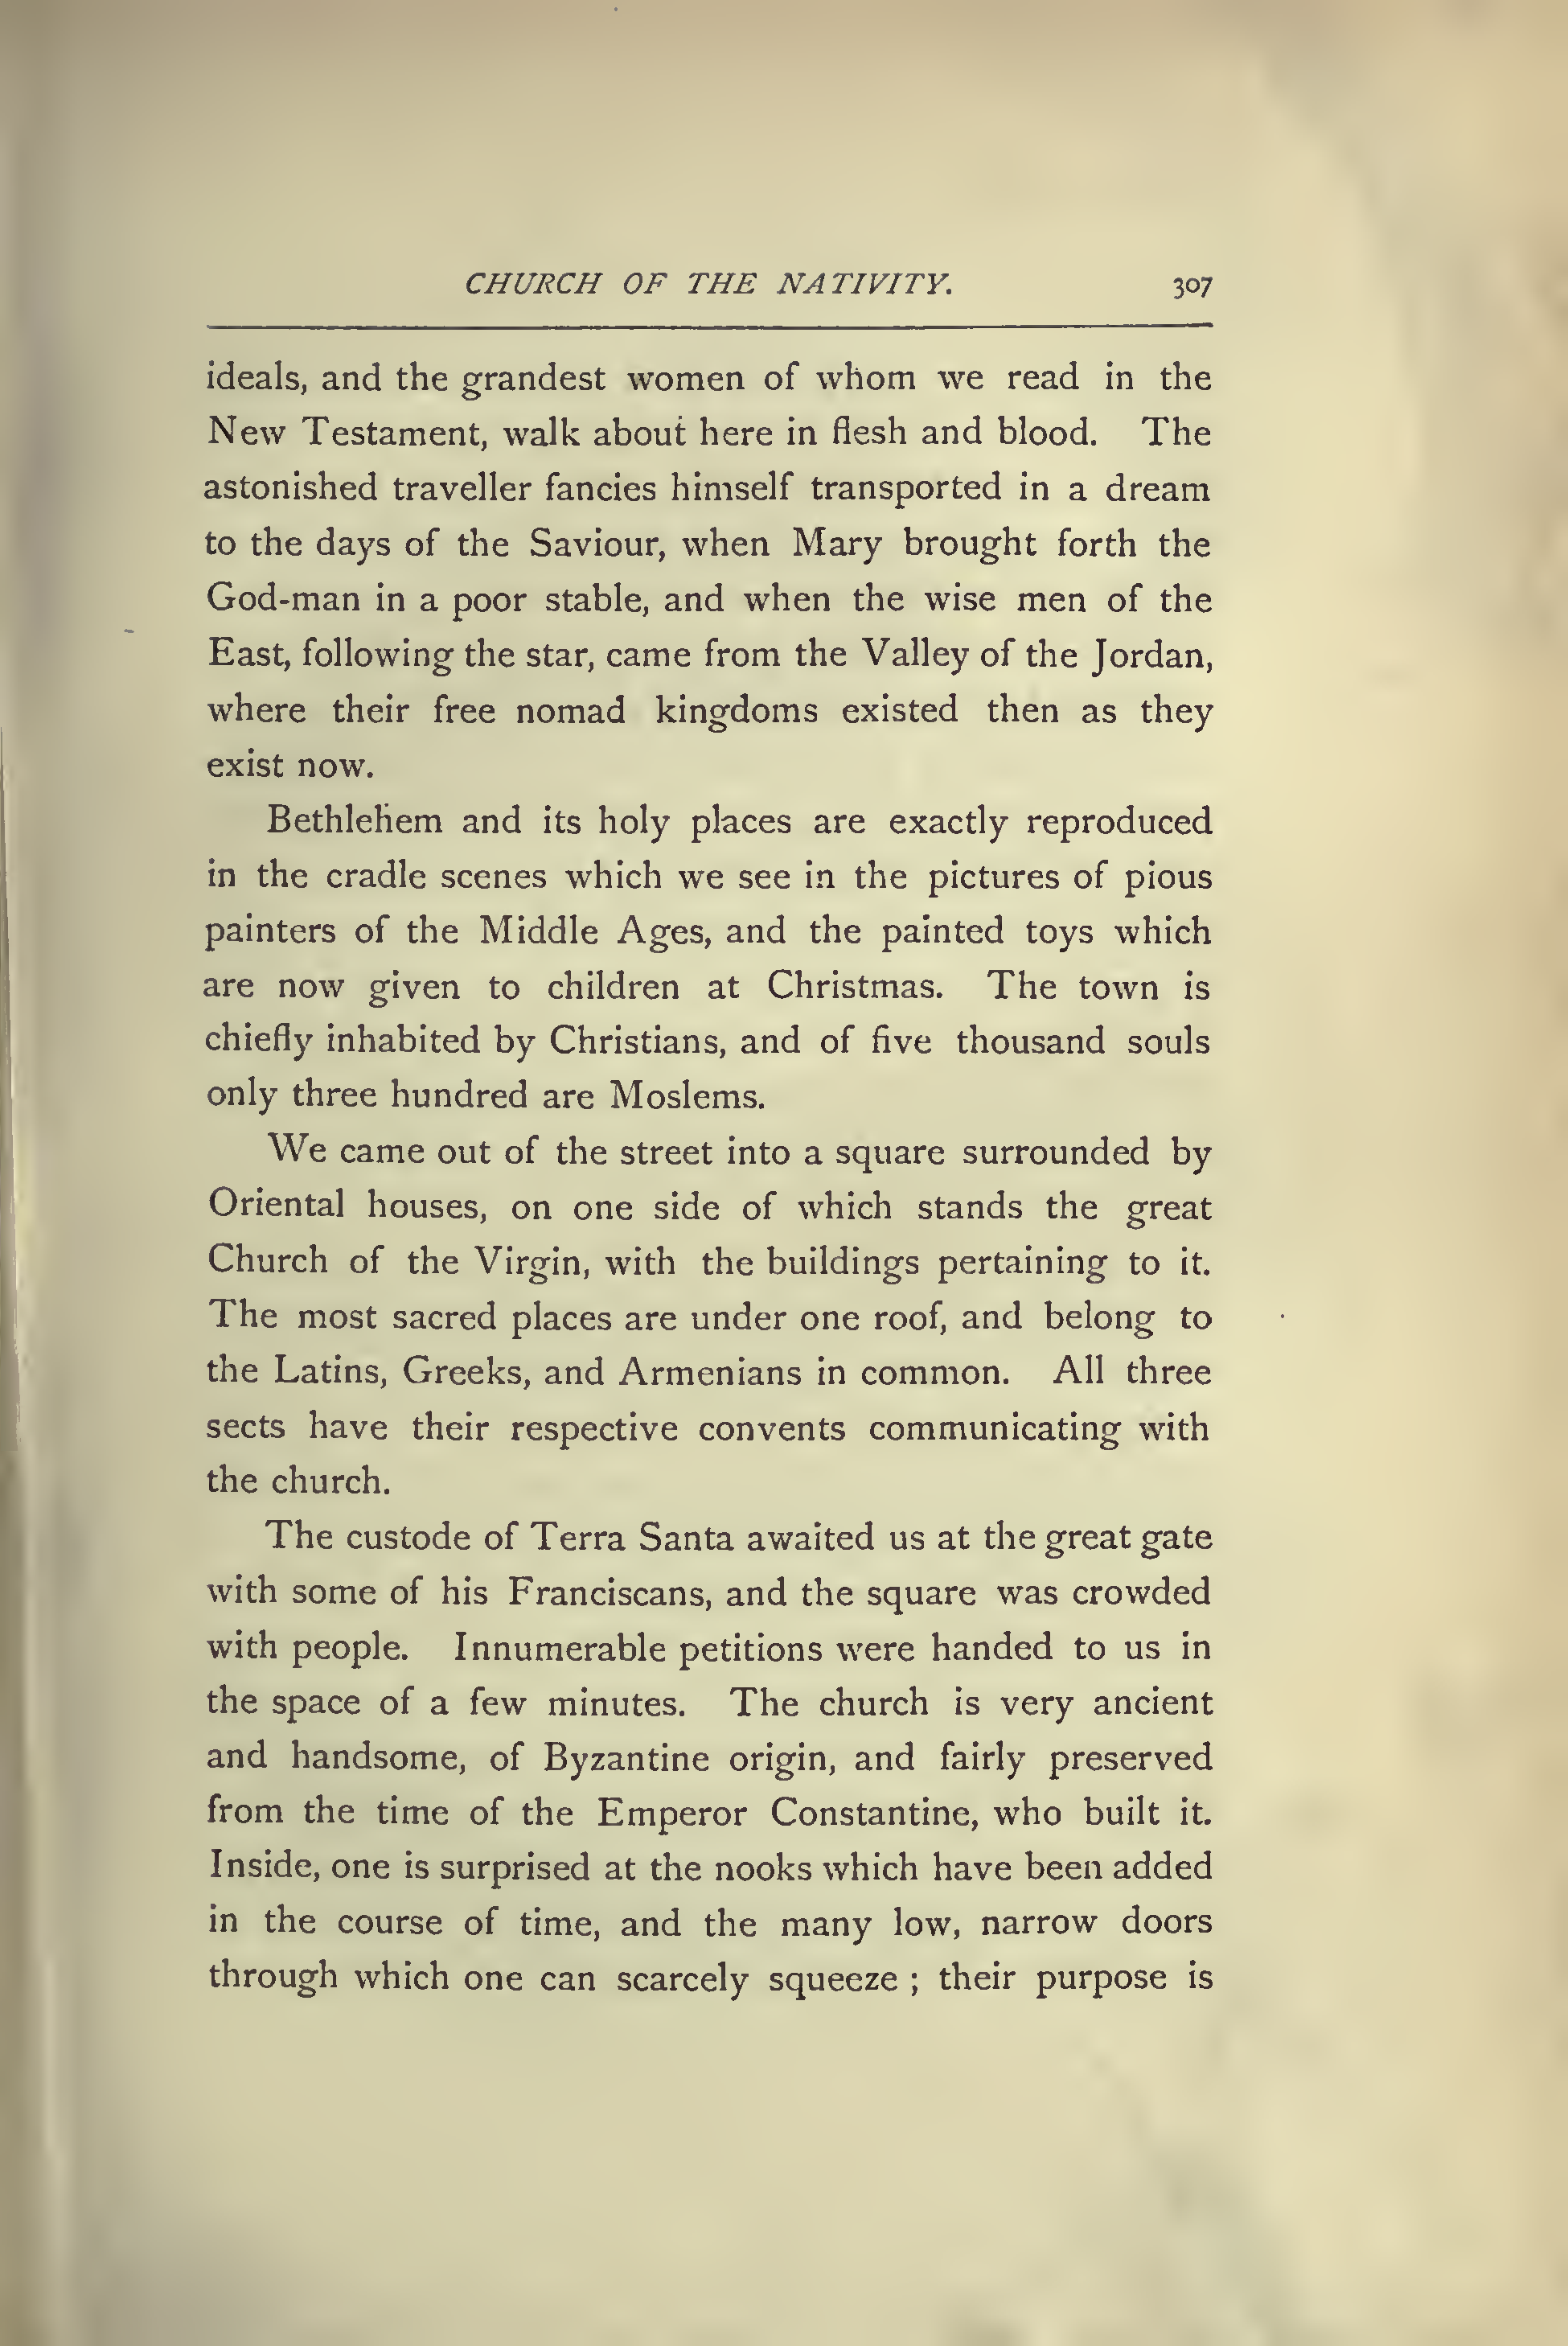 CHURCH OF THE NATIVITY. 307
ideals, and the grandest women of whom we read in the
New Testament, walk about here in flesh and blood. The
astonished traveller fancies himself transported in a dream
to the days of the Saviour, when Mary brought forth the
God-man in a poor stable, and when the wise men of the
East, following the star, came from the Valley of the Jordan,
where their free nomad kingdoms existed then as they
exist now.
Bethlehem and its holy places are exactly reproduced
in the cradle scenes which we see in the pictures of pious
painters of the Middle Ages, and the painted toys which
are now given to children at Christmas. The town is
chiefly inhabited by Christians, and of five thousand souls
only three hundred are Moslems.
We came out of the street into a square surrounded by
Oriental houses, on one side of which stands the great
Church of the Virgin, with the buildings pertaining to it.
The most sacred places are under one roof, and belong to
the Latins, Greeks, and Armenians in common. All three
sects have their respective convents communicating with
the church.
The custode of Terra Santa awaited us at the great gate
with some of his Franciscans, and the square was crowded
with people. Innumerable petitions were handed to us in
the space of a few minutes. The church is very ancient
and handsome, of Byzantine origin, and fairly preserved
from the time of the Emperor Constantine, who built it.
Inside, one is surprised at the nooks which have been added
in the course of time, and the many low, narrow doors
through which one can scarcely squeeze ; their purpose is